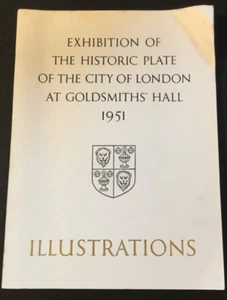 EXHIBITION OF
THE HISTORIC PLATE
OF THE CITY OF LONDON
AT GOLDSMITHS' HALL
1951
ILLUSTRATIONS